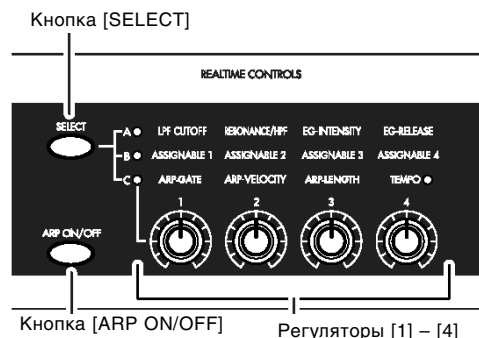 Кнопка [SELECT]
REALTIME CONTROLS
SELECT
A LPF CUTOFF RESONANCE/HPF EG-INTENSITY EG-RELEASE
B ASSIGNABLE 1 ASSIGNABLE 2 ASSIGNABLE 3 ASSIGNABLE 4
C ARP-GATE ARP-VELOCITY ARP-LENGTH TEMPO
1 2 3 4
ARP ON/OFF
Кнопка [ARP ON/OFF]
Регуляторы [1] – [4]